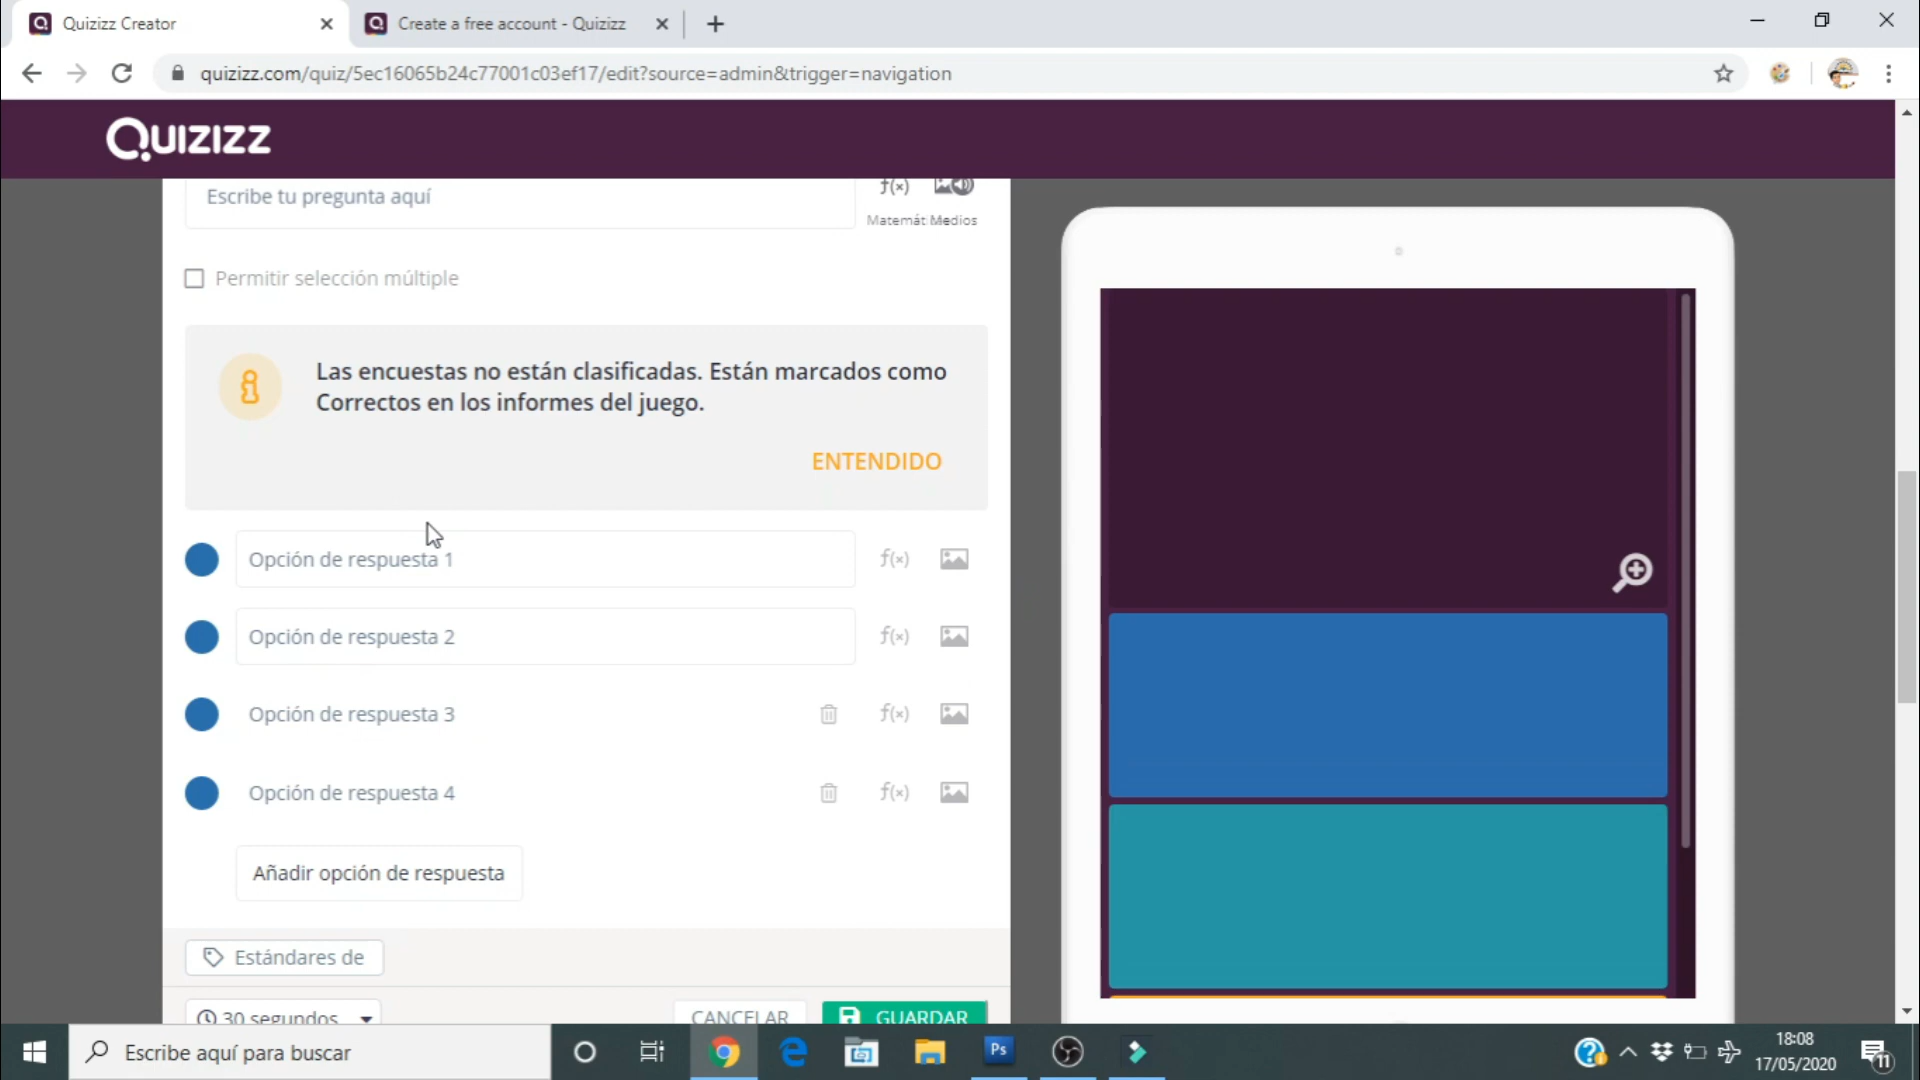 Quizizz Creator
Create a free account - Quizizz
quizizz.com/quiz/5ec16065b24c77001c03ef17/edit?source=admin&trigger=navigation
QUIZIZZ
Escribe tu pregunta aquí
f(x)
Matemát Medios
Permitir selección múltiple
Las encuestas no están clasificadas. Están marcados como
Correctos en los informes del juego.
ENTENDIDO
Opción de respuesta 1
f(x)
Opción de respuesta 2
f(x)
Opción de respuesta 3
f(x)
Opción de respuesta 4
f(x)
Añadir opción de respuesta
Estándares de
30 segundos
CANCELAR
GUARDAR
Escribe aquí para buscar
Ps
18:08
17/05/2020
11